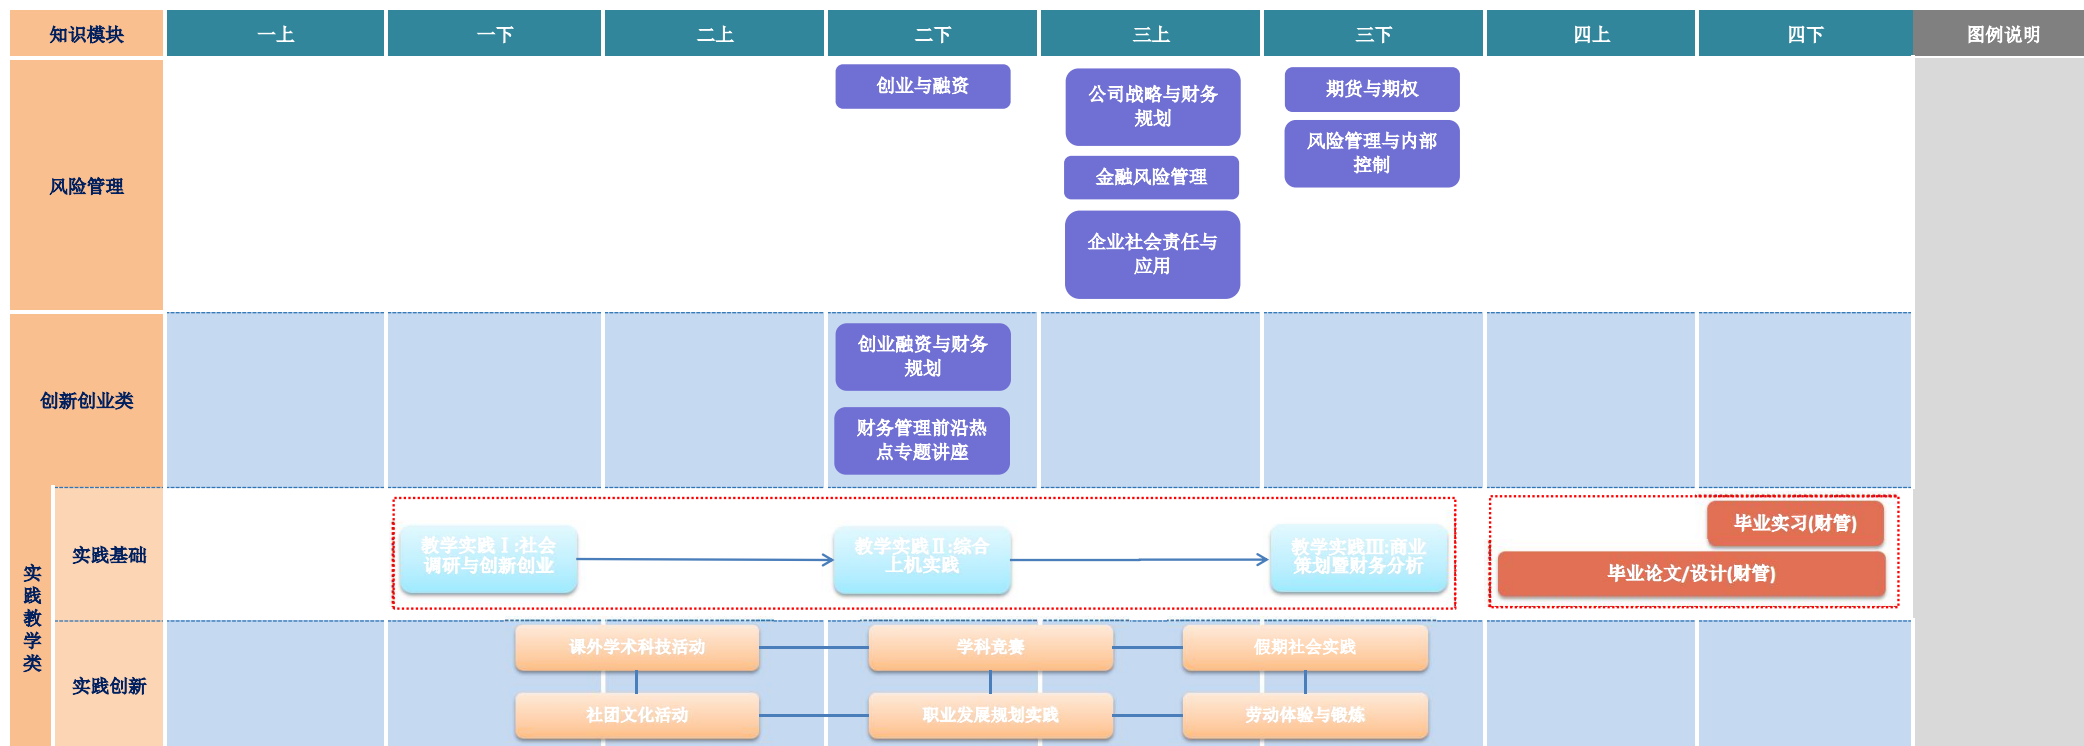 知识模块
一上
一下
二上
二下
三上
三下
四上
四下
图例说明
风险管理
创业与融资
公司战略与财务
规划
金融风险管理
企业社会责任与
应用
期货与期权
风险管理与内部
控制
创新创业类
创业融资与财务
规划
财务管理前沿热
点专题讲座
实践教学类
实践基础
教学实践Ⅰ:社会
调研与创新创业
教学实践Ⅱ:综合
上机实践
教学实践Ⅲ:商业
策划暨财务分析
毕业实习(财管)
毕业论文/设计(财管)
实践创新
课外学术科技活动
学科竞赛
假期社会实践
社团文化活动
职业发展规划实践
劳动体验与锻炼